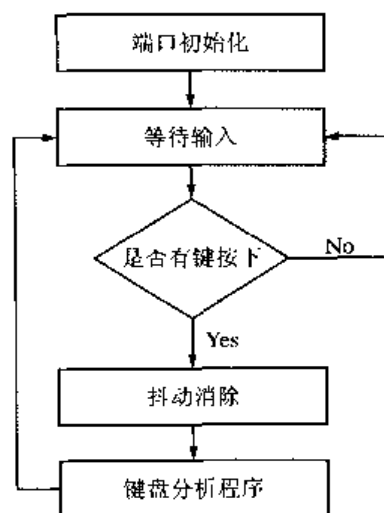 端口初始化
等待输入
是否有键按下
No
Yes
抖动消除
键盘分析程序